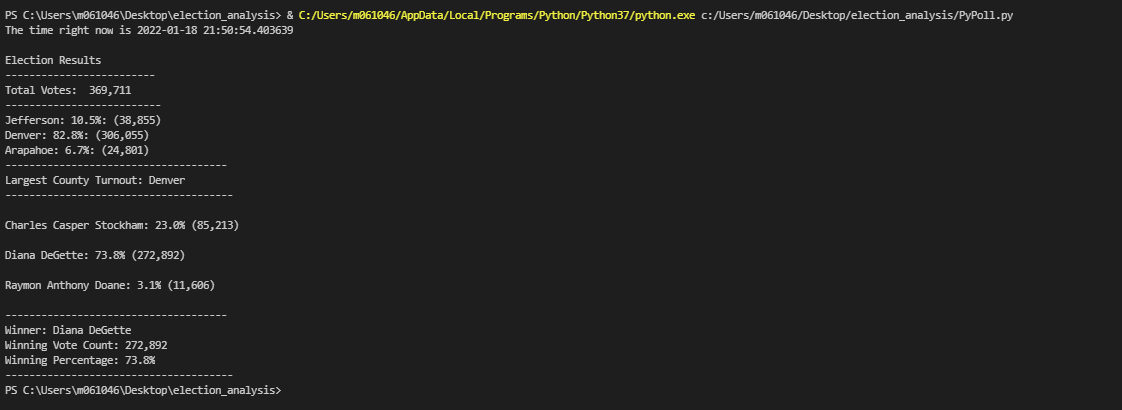 PS C:\Users\m061046\Desktop\election_analysis> & C:/Users/m061046/AppData/Local/Programs/Python/Python37/python.exe c:/Users/m061046/Desktop/election_analysis/PyPoll.py
The time right now is 2022-01-18 21:50:54.403639
Election Results
-------------------------
Total Votes:  369,711
--------------------------
Jefferson: 10.5%: (38,855)
Denver: 82.8%: (306,055)
Arapahoe: 6.7%: (24,801)
-------------------------------------
Largest County Turnout: Denver
--------------------------------------
Charles Casper Stockham: 23.0% (85,213)
Diana DeGette: 73.8% (272,892)
Raymon Anthony Doane: 3.1% (11,606)
-------------------------------------
Winner: Diana DeGette
Winning Vote Count: 272,892
Winning Percentage: 73.8%
--------------------------------------
PS C:\Users\m061046\Desktop\election_analysis>